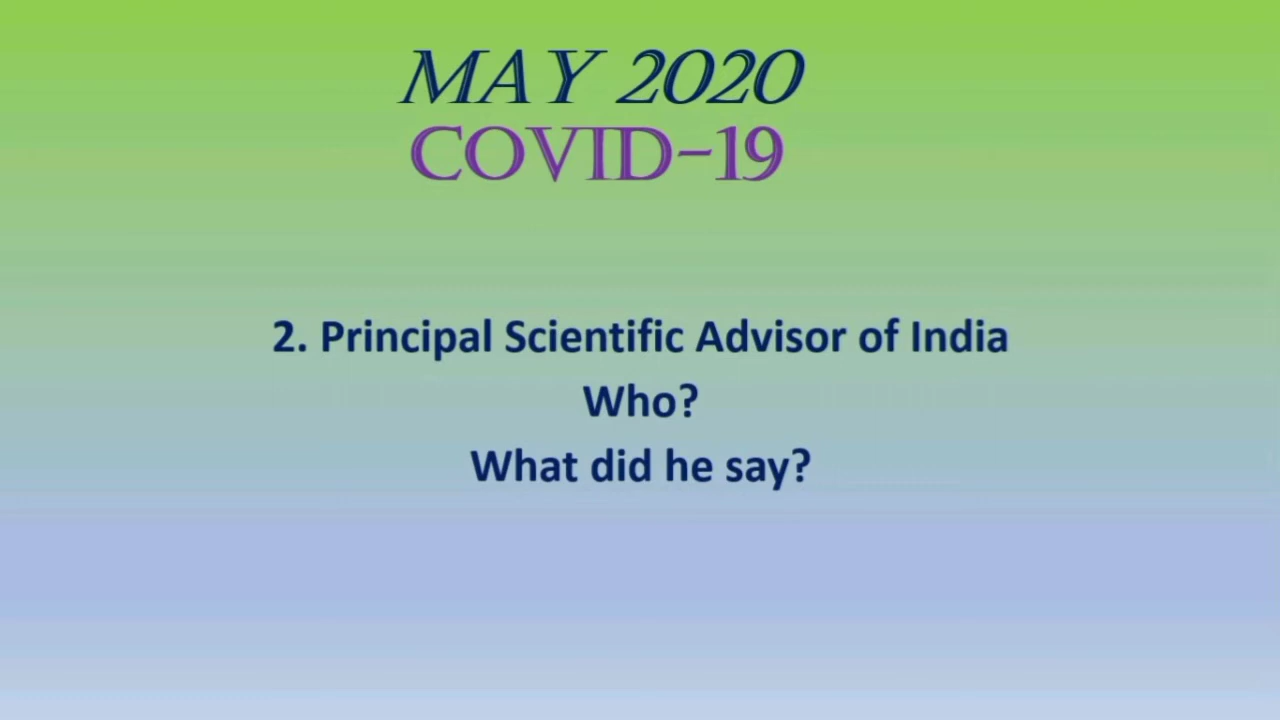 MAY 2020
COVID-19
2. Principal Scientific Advisor of India
Who?
What did he say?